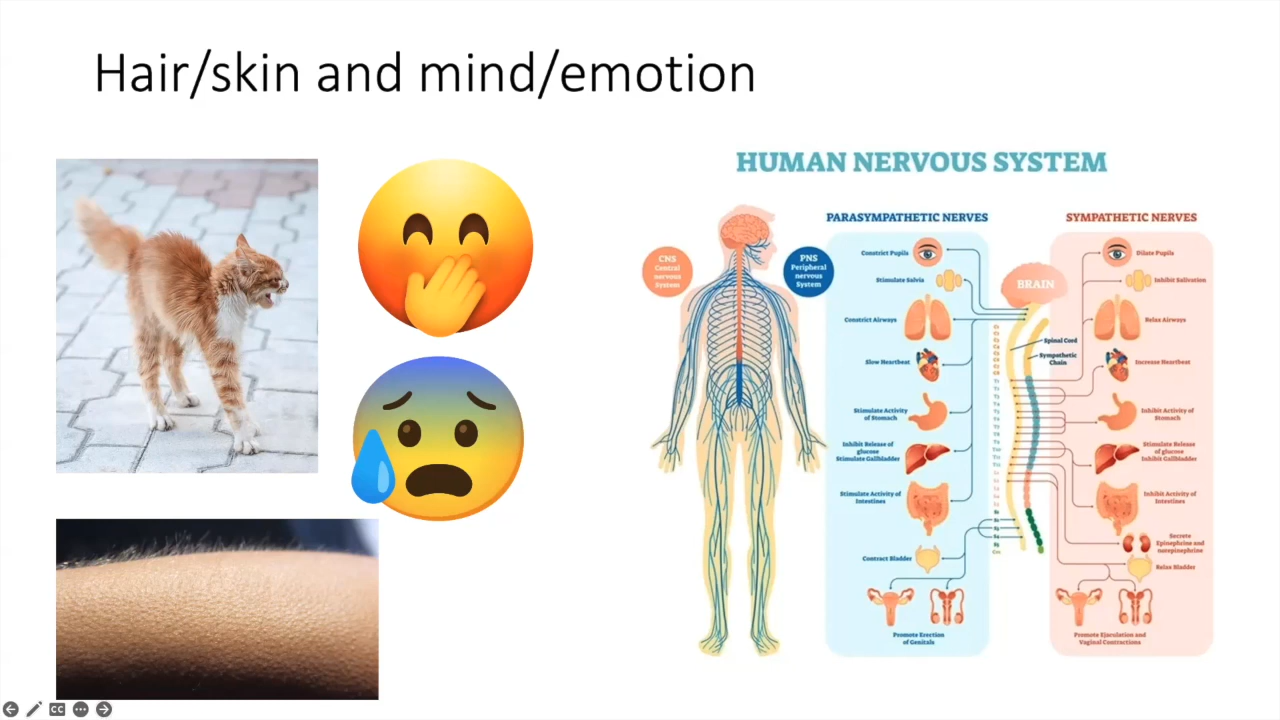 Hair/skin and mind/emotion
HUMAN NERVOUS SYSTEM
CNS
Central
nervous
System
PNS
Peripheral
nervous
System
PARASYMPATHETIC NERVES
Constrict Pupils
Stimulate Salvia
Constrict Airways
Slow Heartbeat
Stimulate Activity
of Stomach
Inhibit Release of
glucose
Stimulate Gallbladder
Stimulate Activity of
Intestines
Contract Bladder
Promote Erection
of Genitals
BRAIN
Spinal Cord
Sympathetic
Chain
SYMPATHETIC NERVES
Dilate Pupils
Inhibit Salivation
Relax Airways
Increase Heartbeat
Inhibit Activity of
Stomach
Stimulate Release
of glucose
Inhibit Gallbladder
Inhibit Activity of
Intestines
Secrete
Epinephrine and
norepinephrine
Relax Bladder
Promote Ejaculation and
Vaginal Contractions
CC